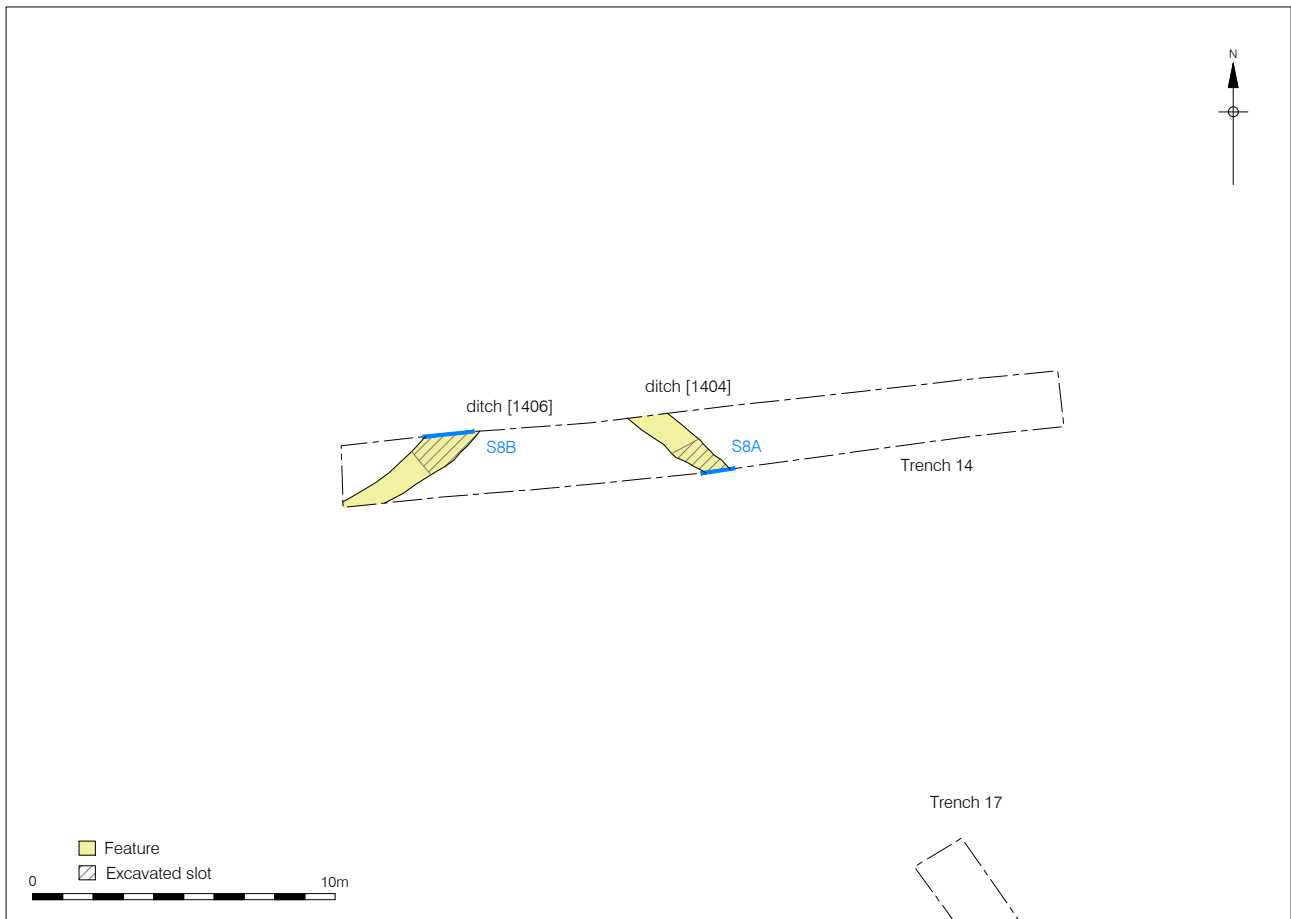 N
ditch [1404]
ditch [1406]
S8B
S8A
Trench 14
Trench 17
Feature
Excavated slot
0 10m